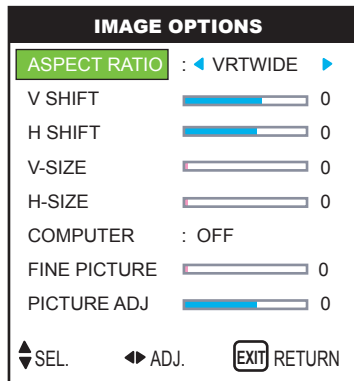 IMAGE OPTIONS
ASPECT RATIO : VRTWIDE
V SHIFT 0
H SHIFT 0
V-SIZE 0
H-SIZE 0
COMPUTER : OFF
FINE PICTURE 0
PICTURE ADJ 0
SEL. ADJ. EXIT RETURN